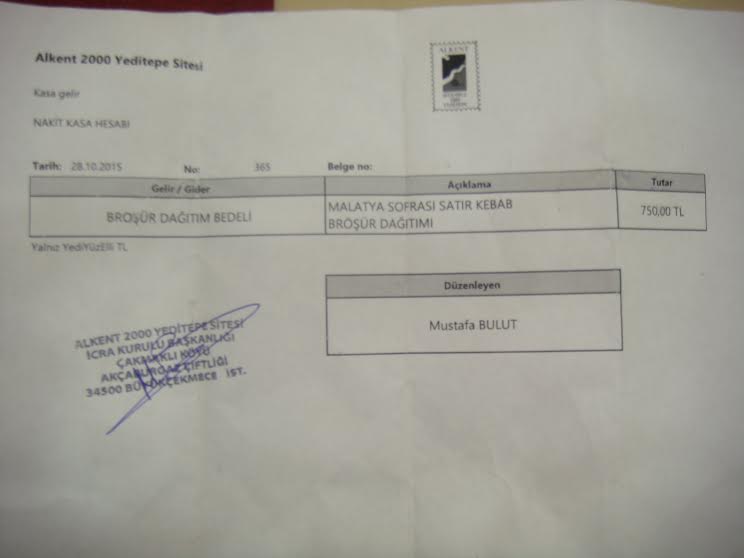 Alkent 2000 Yeditepe Sitesi
ALKENT
Kasa gelir
NAKİT KASA HESABI
Tarih: 28.10.2015 No: 365 Belge no:
Gelir / Gider Açıklama Tutar
BROŞÜR DAĞITIM BEDELİ MALATYA SOFRASI SATIR KEBAB BROŞÜR DAĞITIMI 750,00 TL
Yalnız YediYüzElli TL
Düzenleyen
Mustafa BULUT
ALKENT 2000 YEDİTEPE SİTESİ
İCRA KURULU BAŞKANLIĞI
ÇAKMAKLI KÖYÜ
AKÇABURGAZ ÇİFTLİĞİ
34500 BÜYÜKÇEKMECE İST.